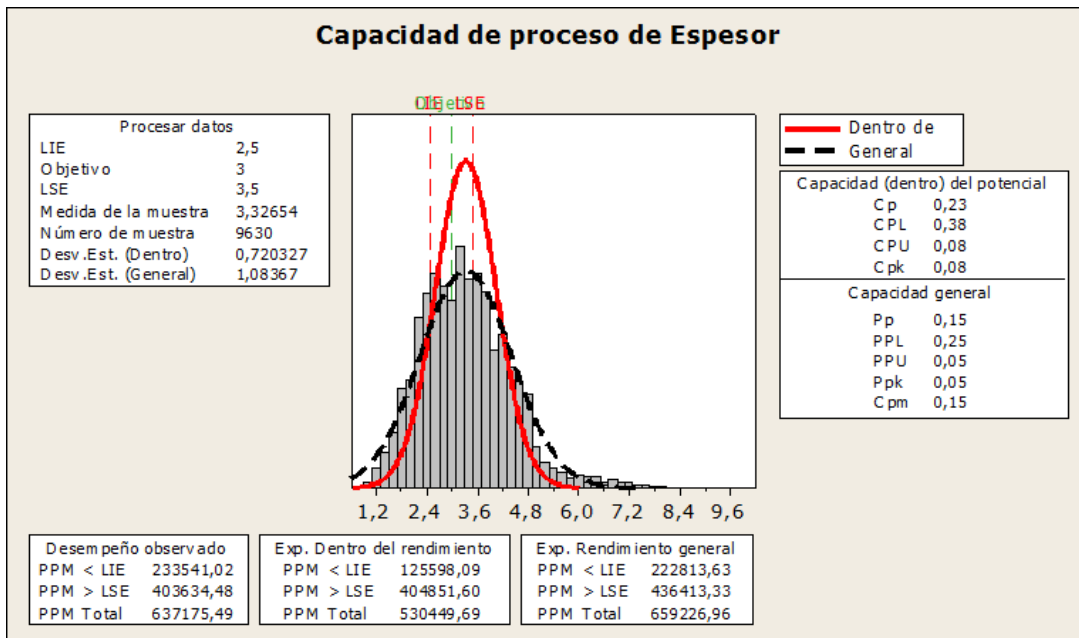 Capacidad de proceso de Espesor
LIE Objetivo LSE
Procesar datos
LIE 2,5
Objetivo 3
LSE 3,5
Medida de la muestra 3,32654
Número de muestra 9630
Desv.Est. (Dentro) 0,720327
Desv.Est. (General) 1,08367
Dentro de
General
Capacidad (dentro) del potencial
Cp 0,23
CPL 0,38
CPU 0,08
Cpk 0,08
Capacidad general
Pp 0,15
PPL 0,25
PPU 0,05
Ppk 0,05
Cpm 0,15
1,2 2,4 3,6 4,8 6,0 7,2 8,4 9,6
Desempeño observado
PPM < LIE 233541,02
PPM > LSE 403634,48
PPM Total 637175,49
Exp. Dentro del rendimiento
PPM < LIE 125598,09
PPM > LSE 404851,60
PPM Total 530449,69
Exp. Rendimiento general
PPM < LIE 222813,63
PPM > LSE 436413,33
PPM Total 659226,96